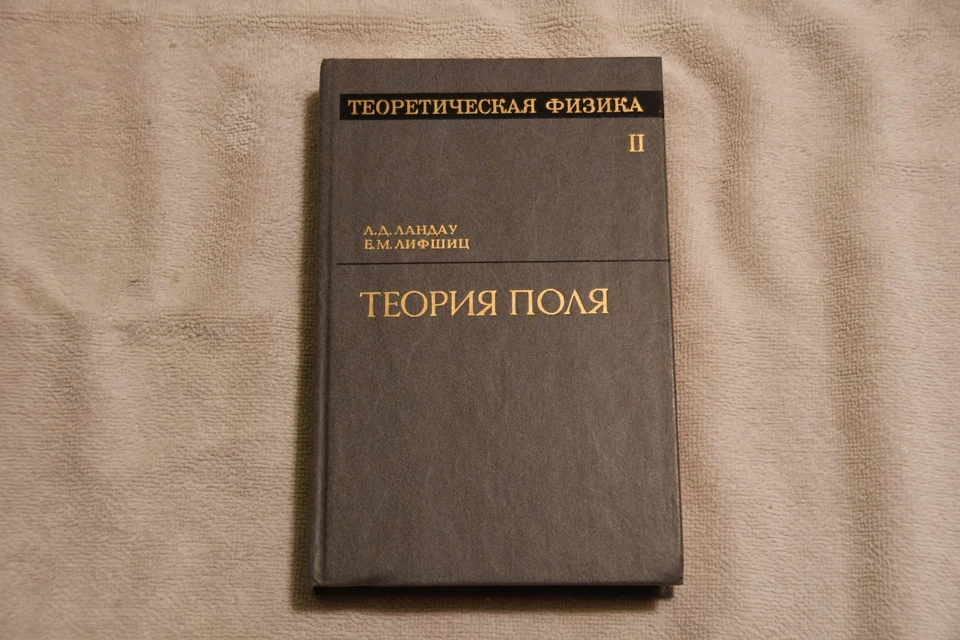 ТЕОРЕТИЧЕСКАЯ ФИЗИКА
II
Л.Д. ЛАНДАУ
Е.М. ЛИФШИЦ
ТЕОРИЯ ПОЛЯ